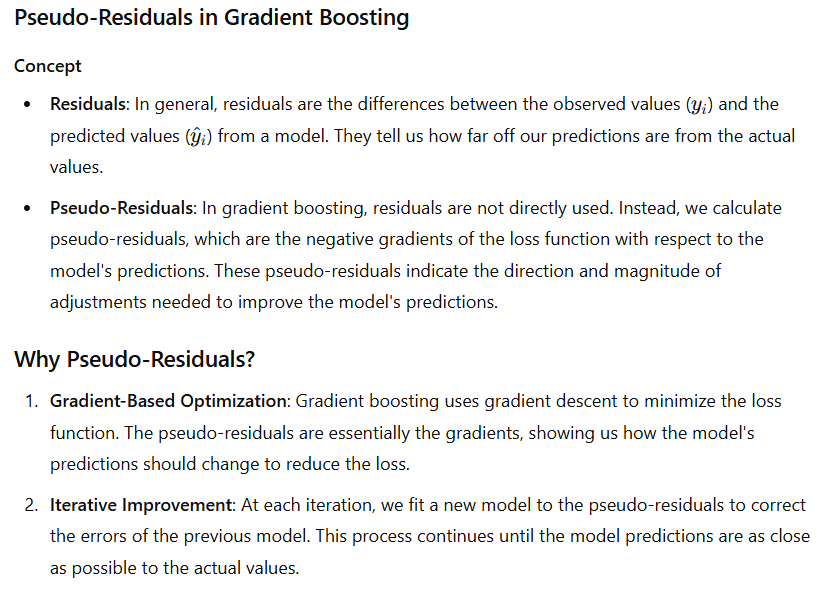 Pseudo-Residuals in Gradient Boosting
Concept
• Residuals: In general, residuals are the differences between the observed values (yᵢ) and the
predicted values (ŷᵢ) from a model. They tell us how far off our predictions are from the actual
values.
• Pseudo-Residuals: In gradient boosting, residuals are not directly used. Instead, we calculate
pseudo-residuals, which are the negative gradients of the loss function with respect to the
model's predictions. These pseudo-residuals indicate the direction and magnitude of
adjustments needed to improve the model's predictions.
Why Pseudo-Residuals?
1. Gradient-Based Optimization: Gradient boosting uses gradient descent to minimize the loss
function. The pseudo-residuals are essentially the gradients, showing us how the model's
predictions should change to reduce the loss.
2. Iterative Improvement: At each iteration, we fit a new model to the pseudo-residuals to correct
the errors of the previous model. This process continues until the model predictions are as close
as possible to the actual values.